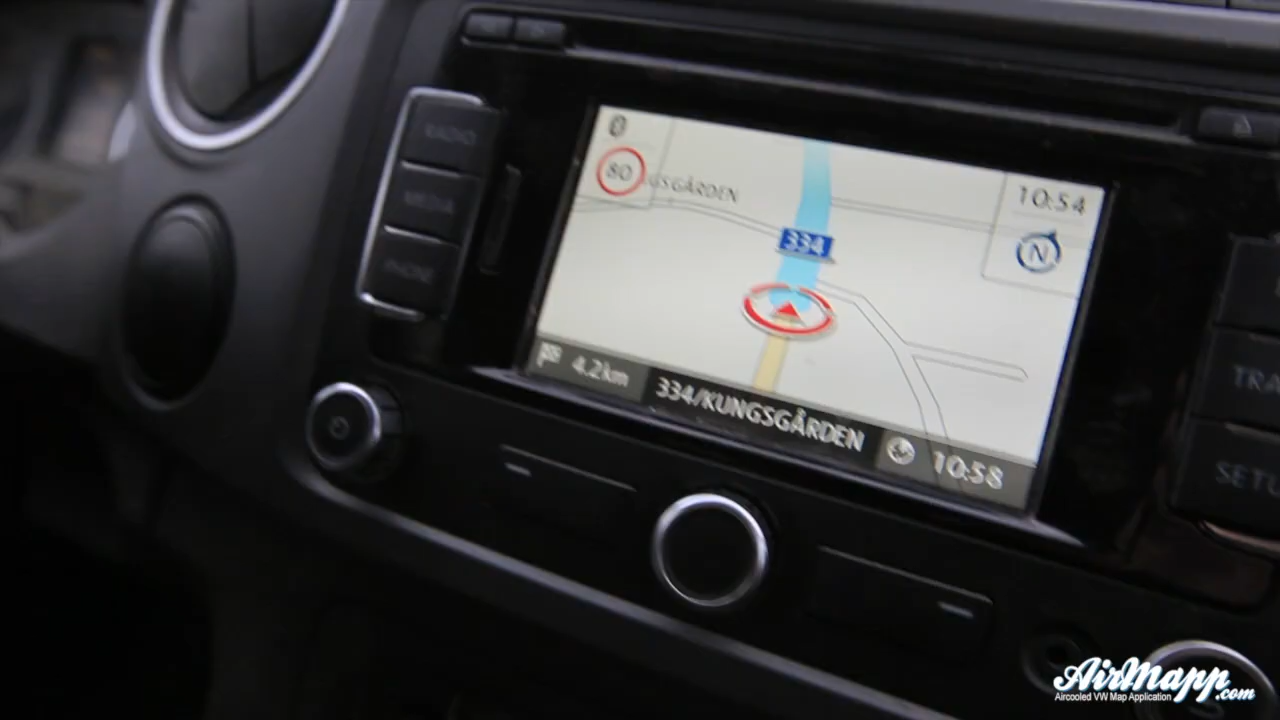 RADIO
MEDIA
PHONE
80
GSGÅRDEN
10:54
334
N
4.2km
334/KUNGSGÅRDEN
10:58
TRA
SETU
AirMapp.com
Aircooled VW Map Application